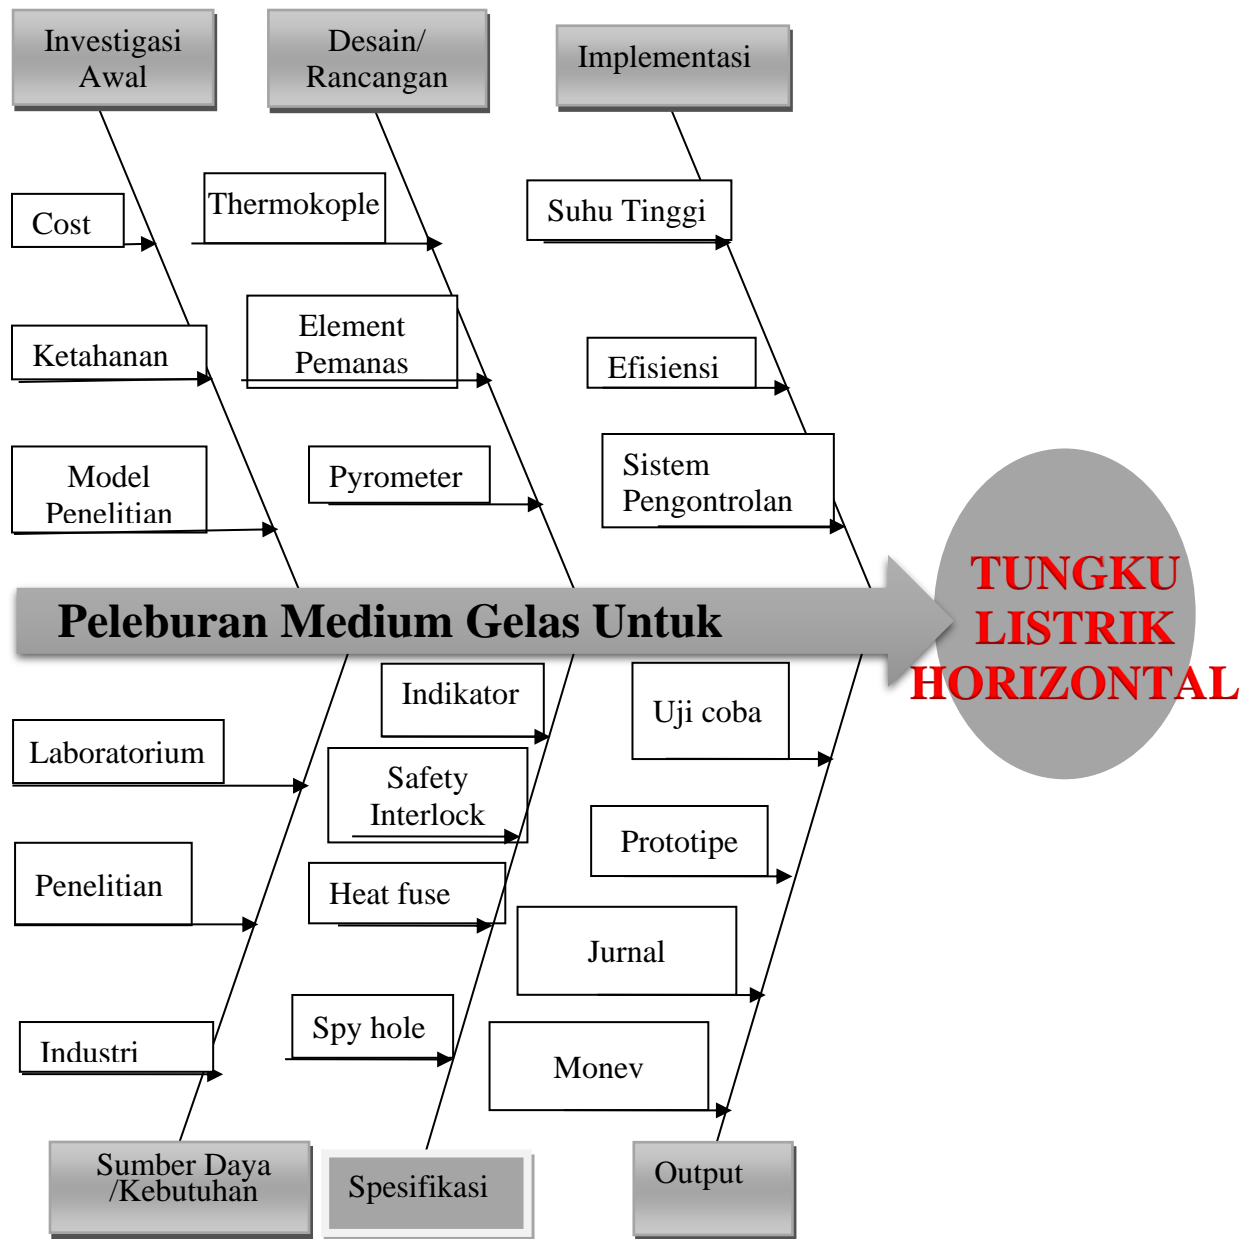 Investigasi
Awal
Desain/
Rancangan
Implementasi
Cost
Thermokople
Suhu Tinggi
Ketahanan
Element
Pemanas
Efisiensi
Model
Penelitian
Pyrometer
Sistem
Pengontrolan
Peleburan Medium Gelas Untuk
TUNGKU
LISTRIK
HORIZONTAL
Laboratorium
Indikator
Uji coba
Safety
Interlock
Penelitian
Heat fuse
Prototipe
Jurnal
Industri
Spy hole
Monev
Sumber Daya
/Kebutuhan
Spesifikasi
Output